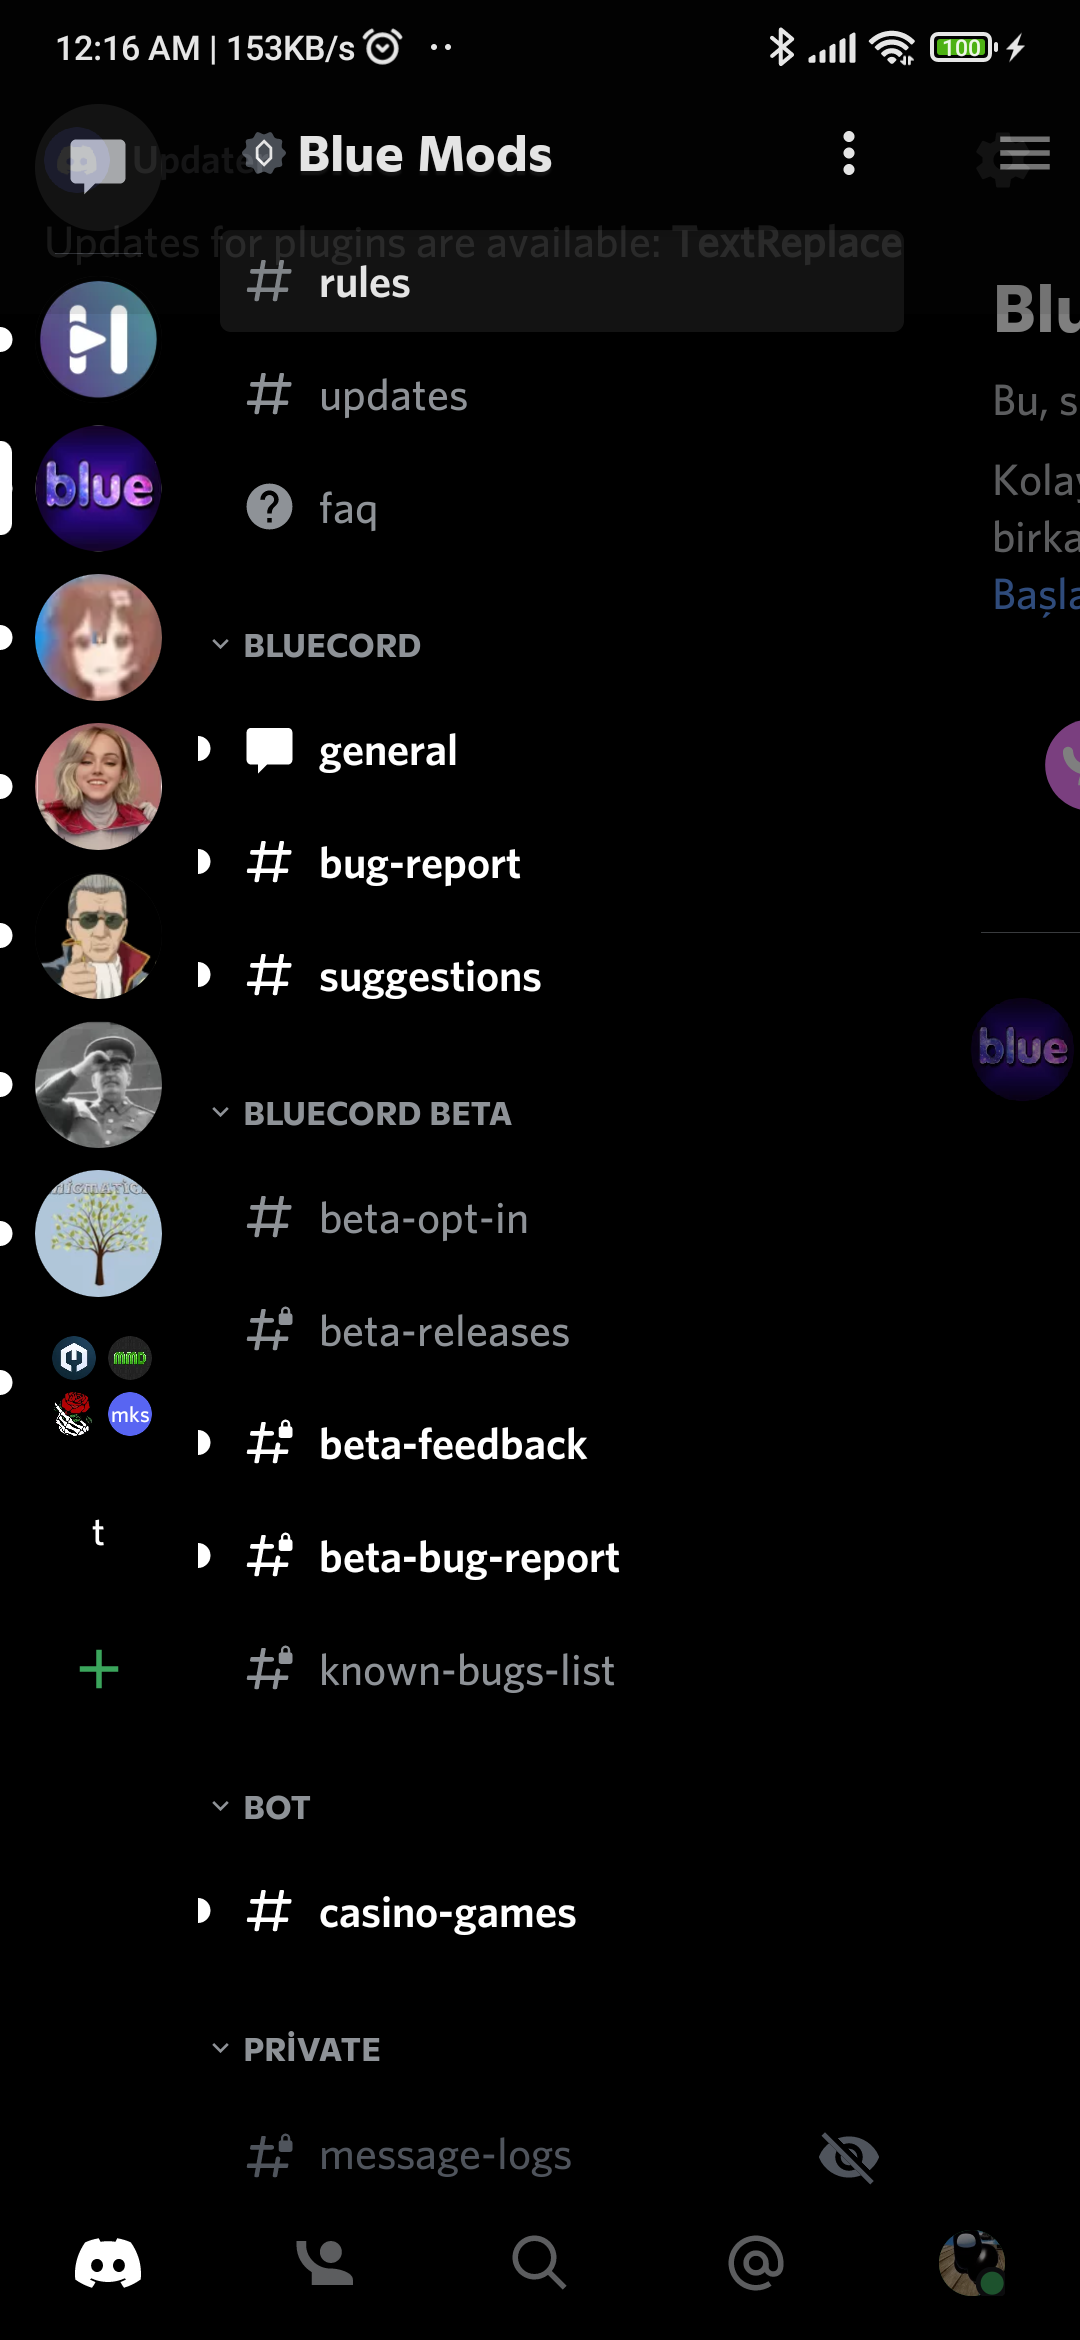 12:16 AM | 153KB/s
100
Update
Blue Mods
Updates for plugins are available: TextReplace
rules
Blu
updates
Bu, s
faq
Kolay
birka
Başla
blue
BLUECORD
general
bug-report
suggestions
blue
BLUECORD BETA
beta-opt-in
beta-releases
mks
beta-feedback
t
beta-bug-report
known-bugs-list
BOT
casino-games
PRİVATE
message-logs